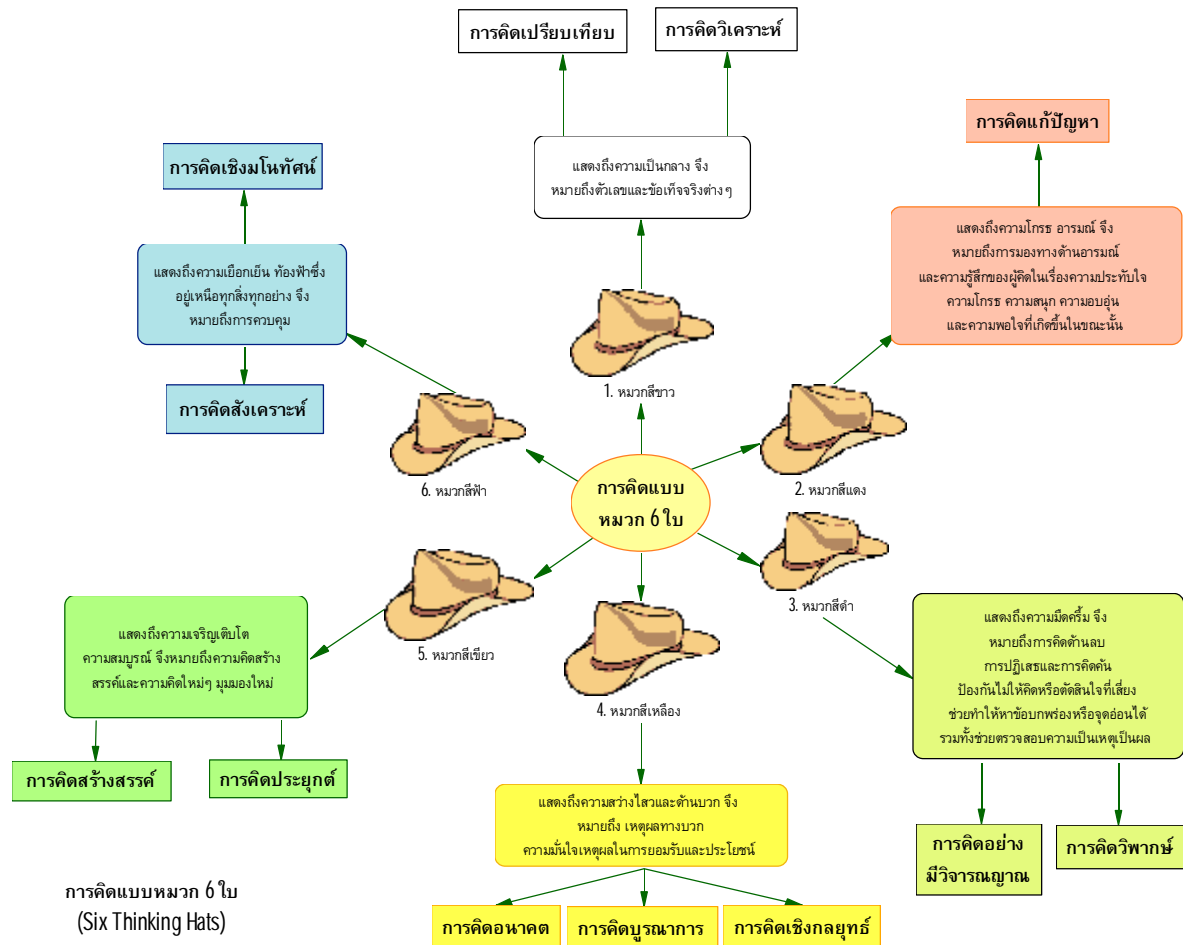 การคิดเปรียบเทียบ
การคิดวิเคราะห์
แสดงถึงความเป็นกลาง จึง
หมายถึงตัวเลขและข้อเท็จจริงต่างๆ
1. หมวกสีขาว
การคิดแก้ปัญหา
แสดงถึงความโกรธ อารมณ์ จึง
หมายถึงการมองทางด้านอารมณ์
และความรู้สึกของผู้คิดในเรื่องความประทับใจ
ความโกรธ ความสนุก ความอบอุ่น
และความพอใจที่เกิดขึ้นในขณะนั้น
2. หมวกสีแดง
การคิดเชิงมโนทัศน์
แสดงถึงความเยือกเย็น ท้องฟ้าซึ่ง
อยู่เหนือทุกสิ่งทุกอย่าง จึง
หมายถึงการควบคุม
การคิดสังเคราะห์
6. หมวกสีฟ้า
การคิดแบบ
หมวก 6 ใบ
3. หมวกสีดำ
แสดงถึงความมืดครึ้ม จึง
หมายถึงการคิดด้านลบ
การปฏิเสธและการคิดค้น
ป้องกันไม่ให้คิดหรือตัดสินใจที่เสี่ยง
ช่วยทำให้หาข้อบกพร่องหรือจุดอ่อนได้
รวมทั้งช่วยตรวจสอบความเป็นเหตุเป็นผล
การคิดอย่าง
มีวิจารณญาณ
การคิดวิพากษ์
5. หมวกสีเขียว
แสดงถึงความเจริญเติบโต
ความสมบูรณ์ จึงหมายถึงความคิดสร้าง
สรรค์และความคิดใหม่ๆ มุมมองใหม่
การคิดสร้างสรรค์
การคิดประยุกต์
4. หมวกสีเหลือง
แสดงถึงความสว่างไสวและด้านบวก จึง
หมายถึง เหตุผลทางบวก
ความมั่นใจเหตุผลในการยอมรับและประโยชน์
การคิดอนาคต
การคิดบูรณาการ
การคิดเชิงกลยุทธ์
การคิดแบบหมวก 6 ใบ
(Six Thinking Hats)